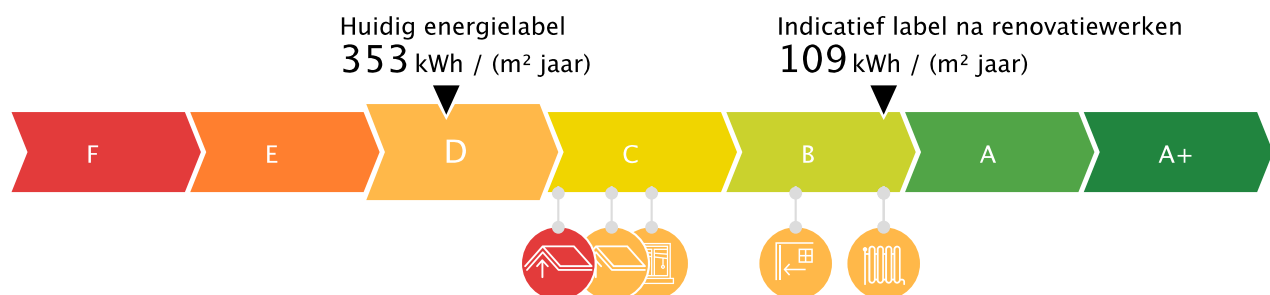 Huidig energielabel
353 kWh / (m² jaar)
Indicatief label na renovatiewerken
109 kWh / (m² jaar)
F E D C B A A+